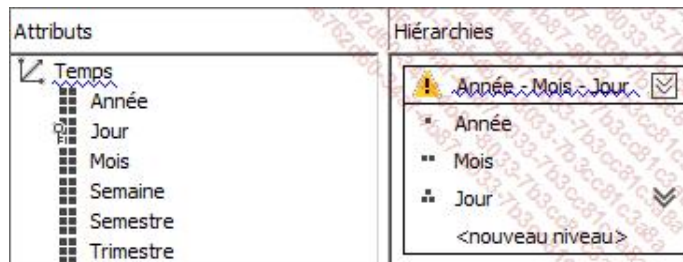 Attributs
Temps
Année
Jour
Mois
Semaine
Semestre
Trimestre
Hiérarchies
Année - Mois - Jour
Année
Mois
Jour
<nouveau niveau>